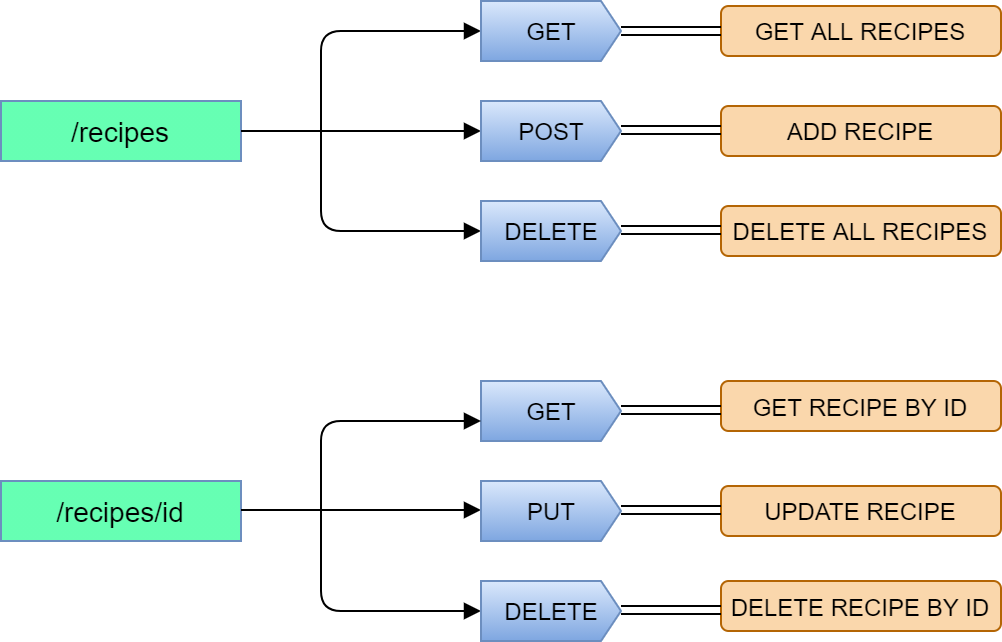 /recipes
GET
GET ALL RECIPES
POST
ADD RECIPE
DELETE
DELETE ALL RECIPES
/recipes/id
GET
GET RECIPE BY ID
PUT
UPDATE RECIPE
DELETE
DELETE RECIPE BY ID